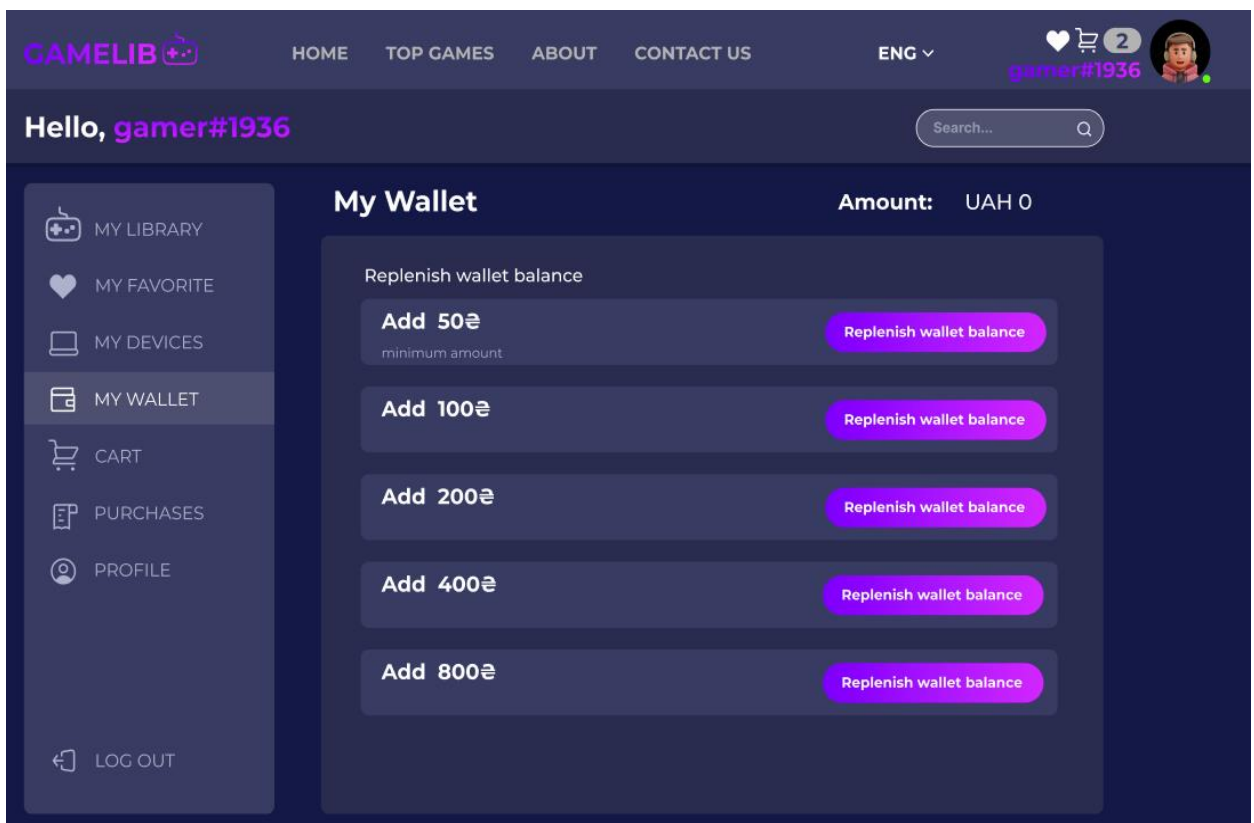 GAMELIB
HOME TOP GAMES ABOUT CONTACT US ENG 2
gamer#1936
Hello, gamer#1936 Search...
My Wallet Amount: UAH 0
MY LIBRARY
MY FAVORITE
MY DEVICES
MY WALLET
CART
PURCHASES
PROFILE
LOG OUT
Replenish wallet balance
Add 50₴ Replenish wallet balance
minimum amount
Add 100₴ Replenish wallet balance
Add 200₴ Replenish wallet balance
Add 400₴ Replenish wallet balance
Add 800₴ Replenish wallet balance